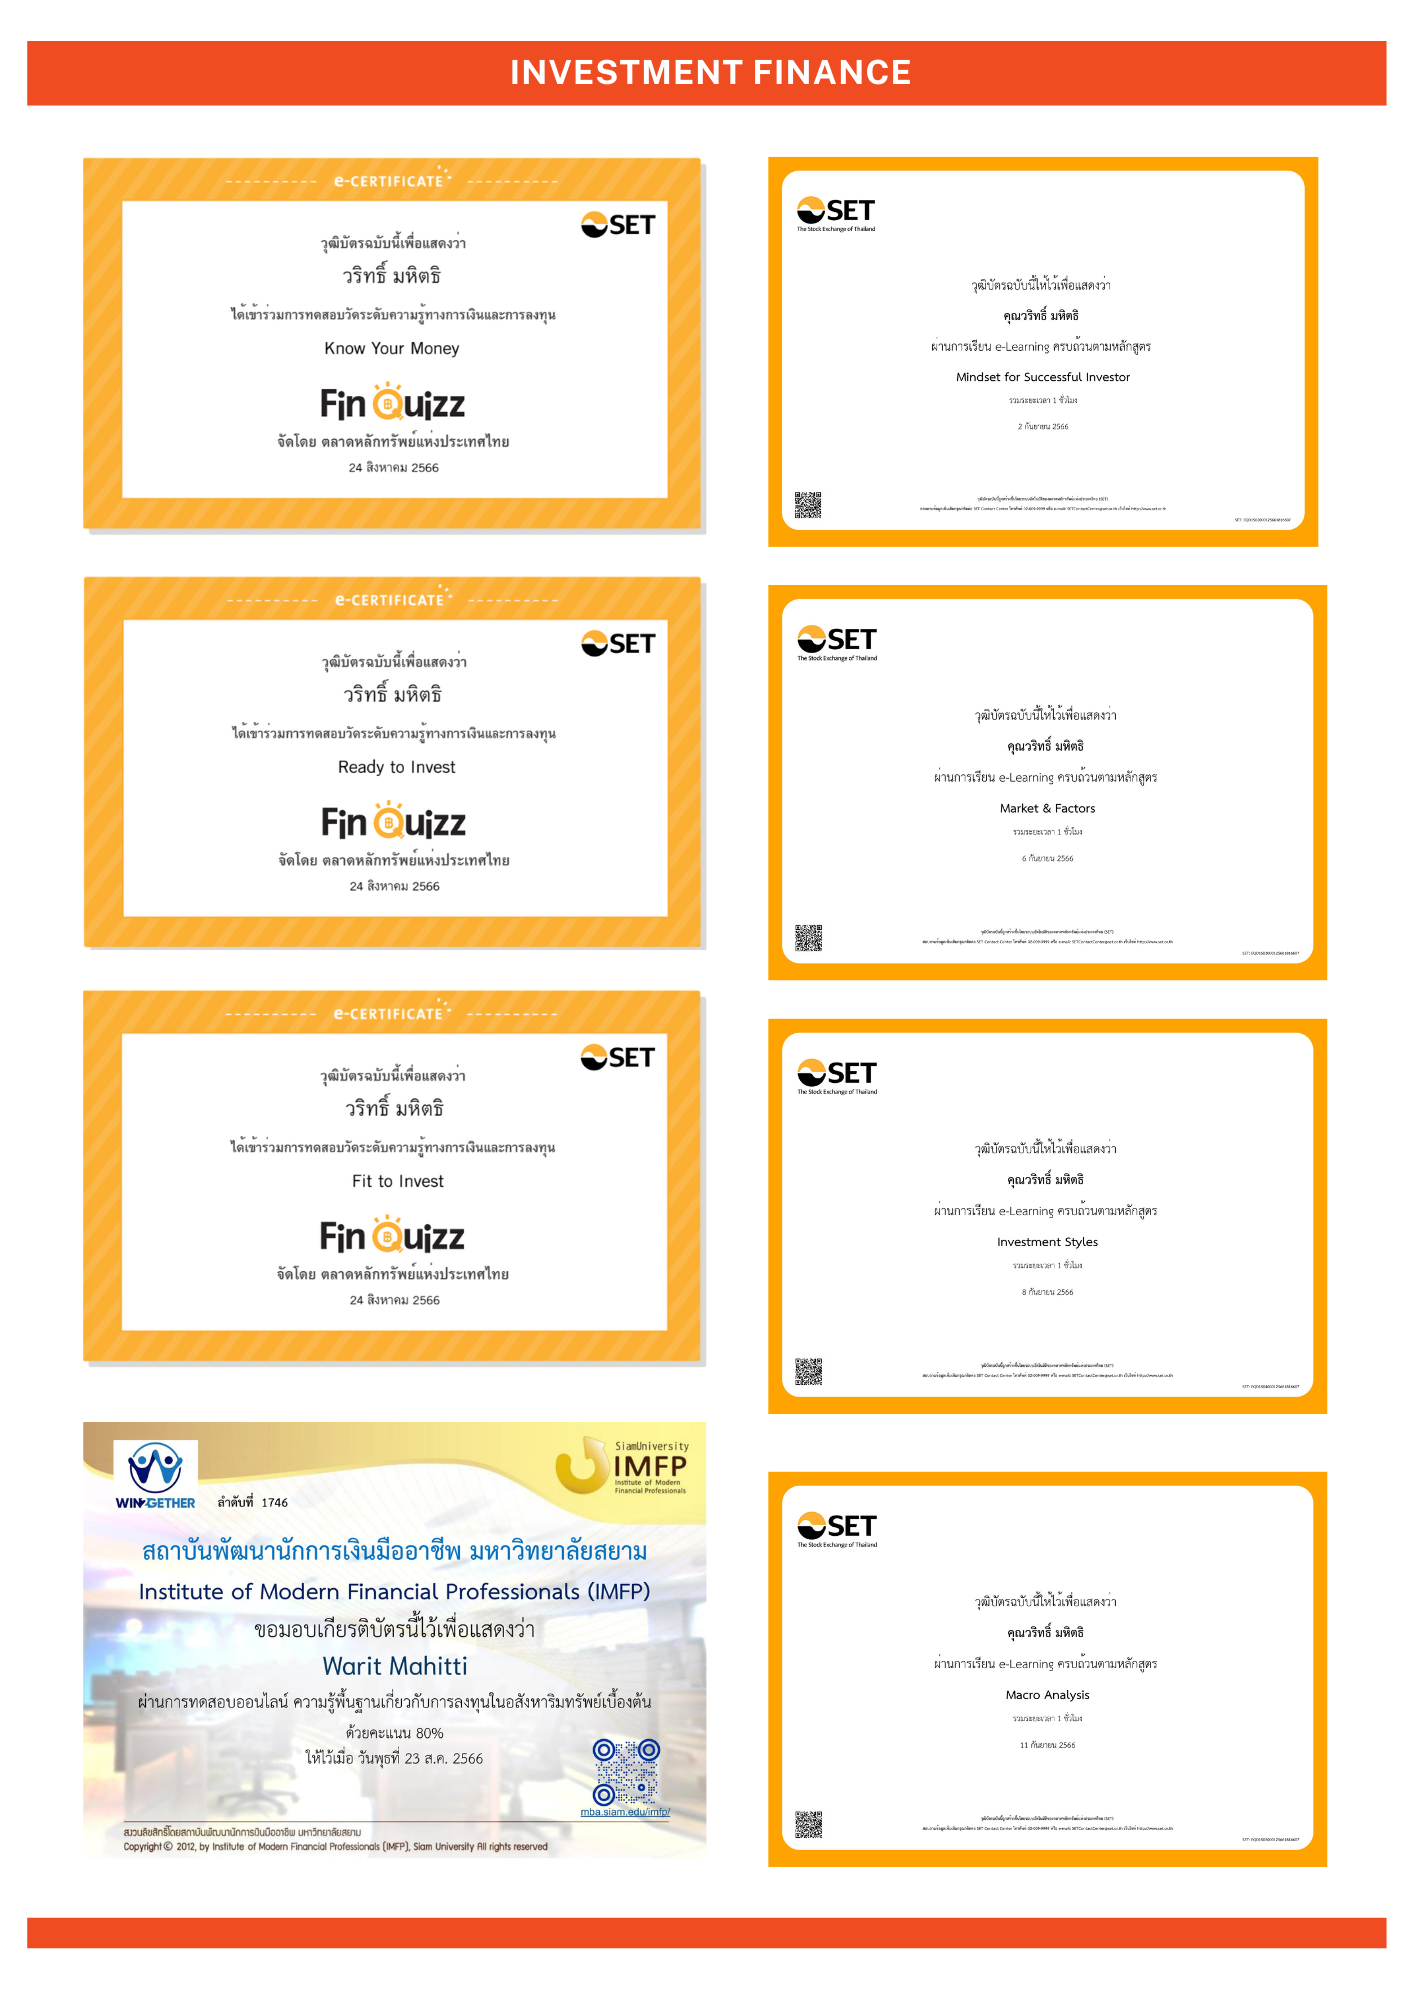 INVESTMENT FINANCE
e-CERTIFICATE
SET
วุฒิบัตรฉบับนี้เพื่อแสดงว่า
วริทธิ์ มหิตธิ
ได้เข้าร่วมการทดสอบวัดระดับความรู้ทางการเงินและการลงทุน
Know Your Money
Fin Quizz
จัดโดย ตลาดหลักทรัพย์แห่งประเทศไทย
24 สิงหาคม 2566
e-CERTIFICATE
SET
วุฒิบัตรฉบับนี้เพื่อแสดงว่า
วริทธิ์ มหิตธิ
ได้เข้าร่วมการทดสอบวัดระดับความรู้ทางการเงินและการลงทุน
Ready to Invest
Fin Quizz
จัดโดย ตลาดหลักทรัพย์แห่งประเทศไทย
24 สิงหาคม 2566
e-CERTIFICATE
SET
วุฒิบัตรฉบับนี้เพื่อแสดงว่า
วริทธิ์ มหิตธิ
ได้เข้าร่วมการทดสอบวัดระดับความรู้ทางการเงินและการลงทุน
Fit to Invest
Fin Quizz
จัดโดย ตลาดหลักทรัพย์แห่งประเทศไทย
24 สิงหาคม 2566
WIN2GETHER
ลำดับที่ 1746
SiamUniversity
IMFP
Institute of Modern
Financial Professionals
สถาบันพัฒนานักการเงินมืออาชีพ มหาวิทยาลัยสยาม
Institute of Modern Financial Professionals (IMFP)
ขอมอบเกียรติบัตรนี้ไว้เพื่อแสดงว่า
Warit Mahitti
ผ่านการทดสอบออนไลน์ ความรู้พื้นฐานเกี่ยวกับการลงทุนในอสังหาริมทรัพย์เบื้องต้น
ด้วยคะแนน 80%
ให้ไว้เมื่อ วันพุธที่ 23 ส.ค. 2566
mba.siam.edu/imfp/
สงวนลิขสิทธิ์โดยสถาบันพัฒนานักการเงินมืออาชีพ มหาวิทยาลัยสยาม
Copyright© 2012, by Institute of Modern Financial Professionals (IMFP), Siam University All rights reserved
SET
The Stock Exchange of Thailand
วุฒิบัตรฉบับนี้ให้ไว้เพื่อแสดงว่า
คุณวริทธิ์ มหิตธิ
ผ่านการเรียน e-Learning ครบถ้วนตามหลักสูตร
Mindset for Successful Investor
รวมระยะเวลา 1 ชั่วโมง
2 กันยายน 2566
SET
The Stock Exchange of Thailand
วุฒิบัตรฉบับนี้ให้ไว้เพื่อแสดงว่า
คุณวริทธิ์ มหิตธิ
ผ่านการเรียน e-Learning ครบถ้วนตามหลักสูตร
Market & Factors
รวมระยะเวลา 1 ชั่วโมง
6 กันยายน 2566
SET
The Stock Exchange of Thailand
วุฒิบัตรฉบับนี้ให้ไว้เพื่อแสดงว่า
คุณวริทธิ์ มหิตธิ
ผ่านการเรียน e-Learning ครบถ้วนตามหลักสูตร
Investment Styles
รวมระยะเวลา 1 ชั่วโมง
8 กันยายน 2566
SET
The Stock Exchange of Thailand
วุฒิบัตรฉบับนี้ให้ไว้เพื่อแสดงว่า
คุณวริทธิ์ มหิตธิ
ผ่านการเรียน e-Learning ครบถ้วนตามหลักสูตร
Macro Analysis
รวมระยะเวลา 1 ชั่วโมง
11 กันยายน 2566